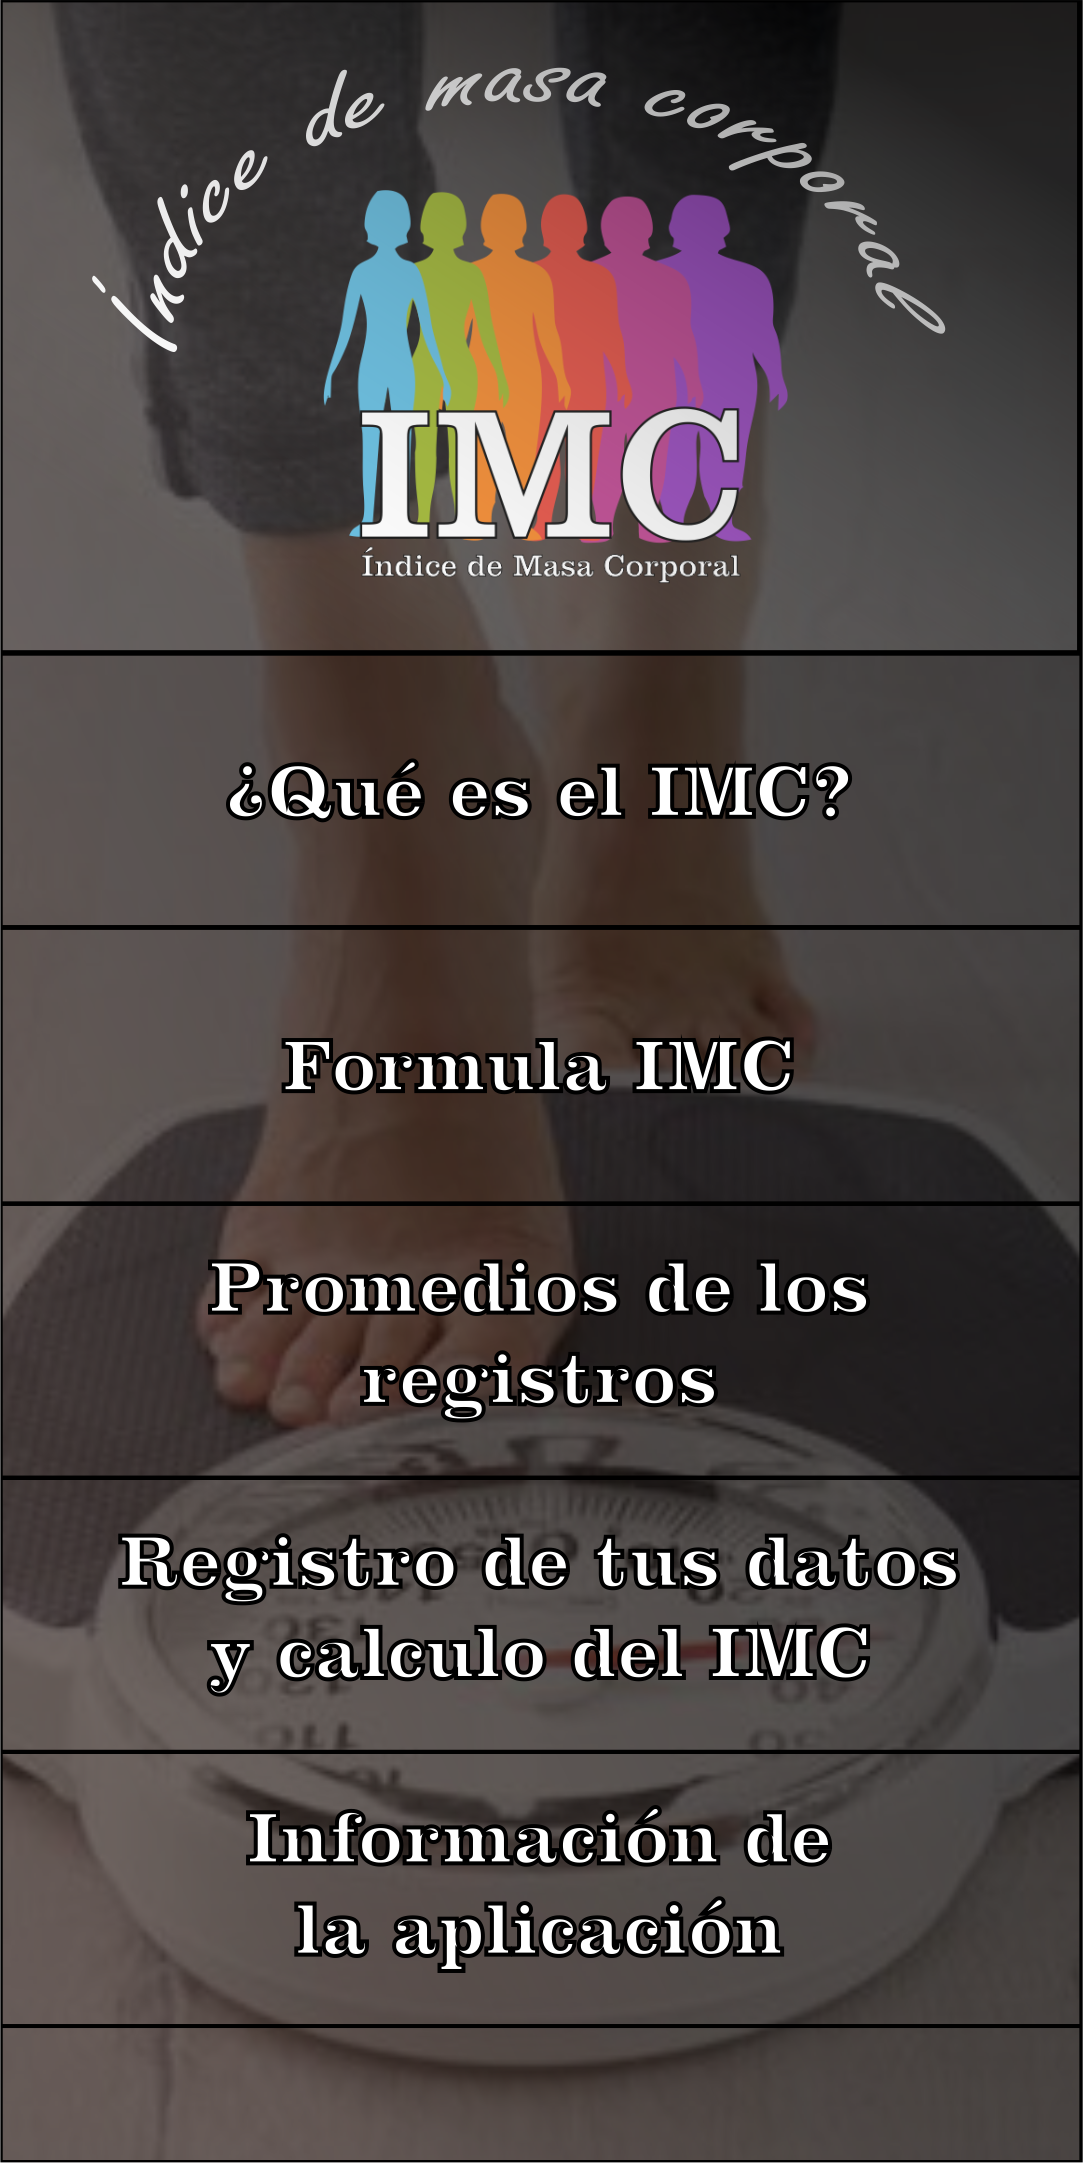 Índice de masa corporal
IMC
Índice de Masa Corporal
¿Qué es el IMC?
Formula IMC
Promedios de los
registros
Registro de tus datos
y calculo del IMC
Información de
la aplicación